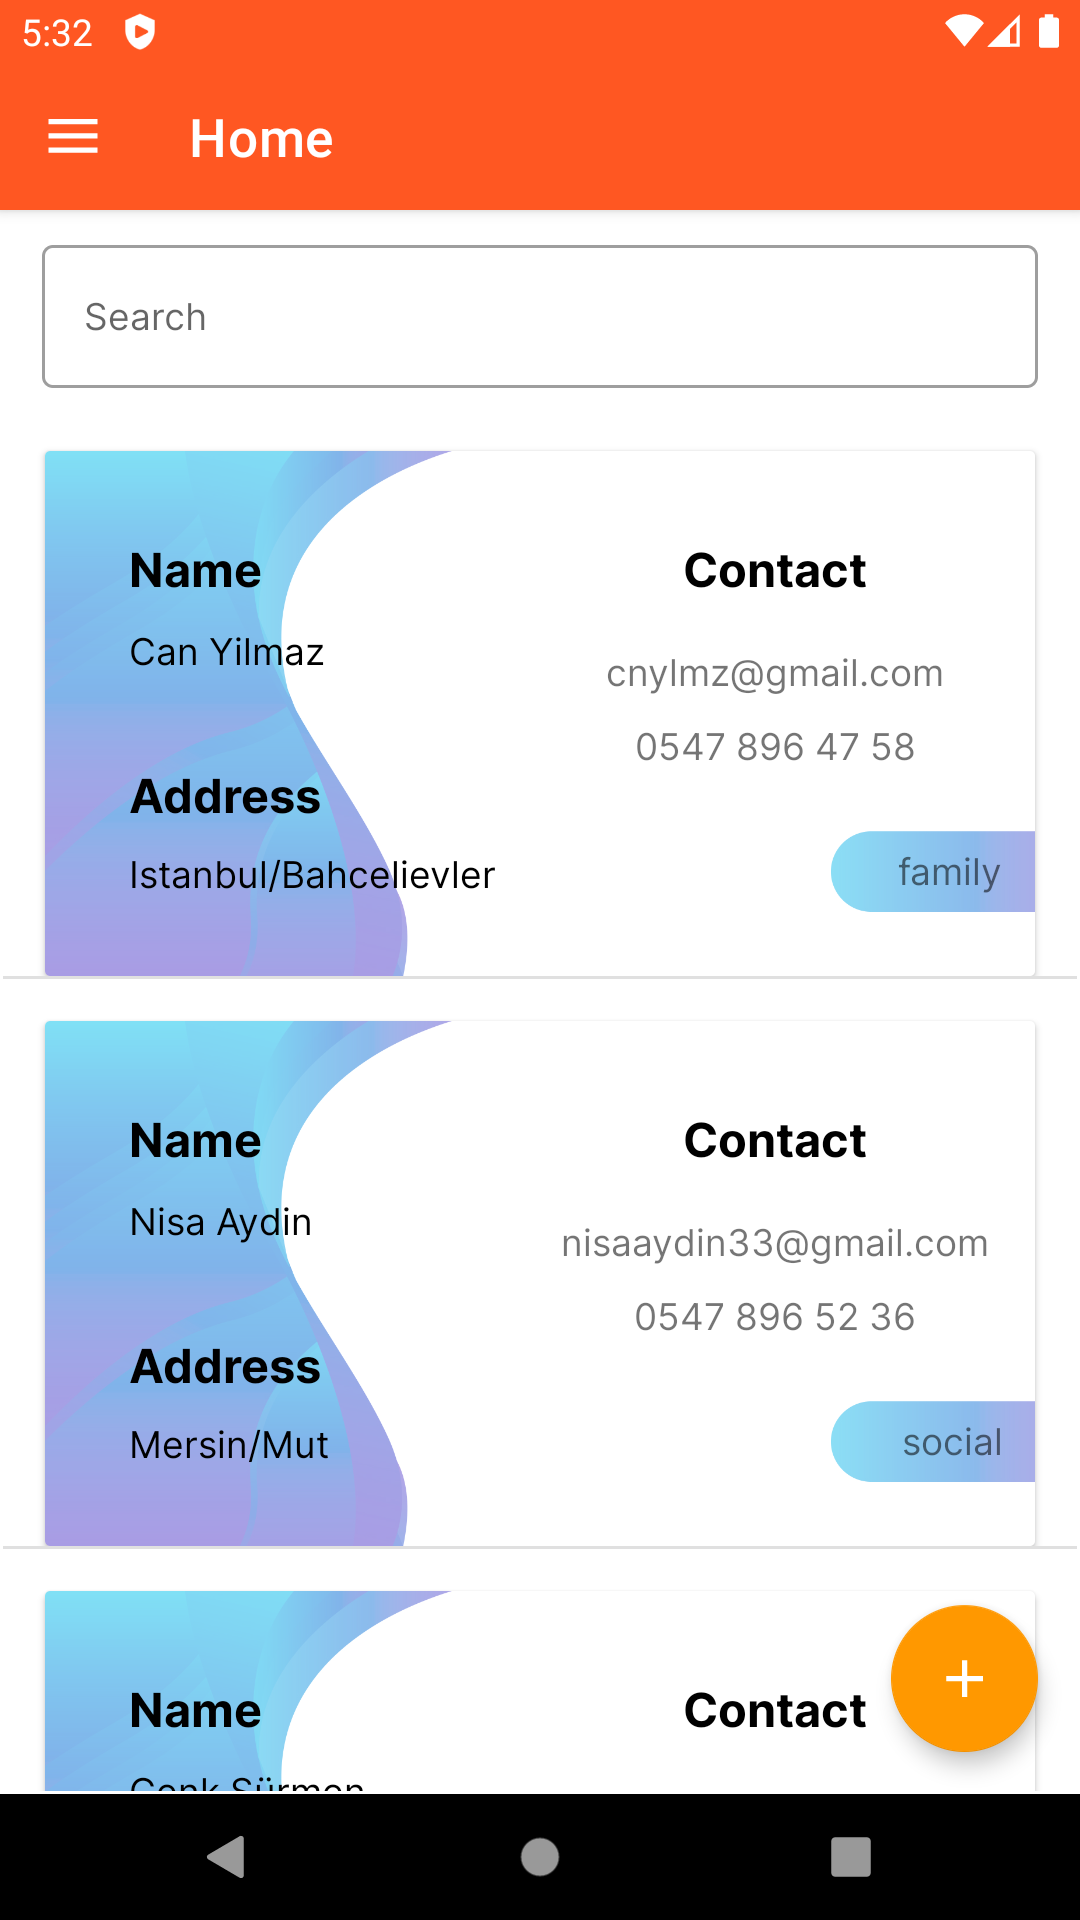 5:32
Home
Search
Name
Contact
Can Yilmaz
cnylmz@gmail.com
0547 896 47 58
Address
Istanbul/Bahcelievler
family
Name
Contact
Nisa Aydin
nisaaydin33@gmail.com
0547 896 52 36
Address
Mersin/Mut
social
Name
Contact